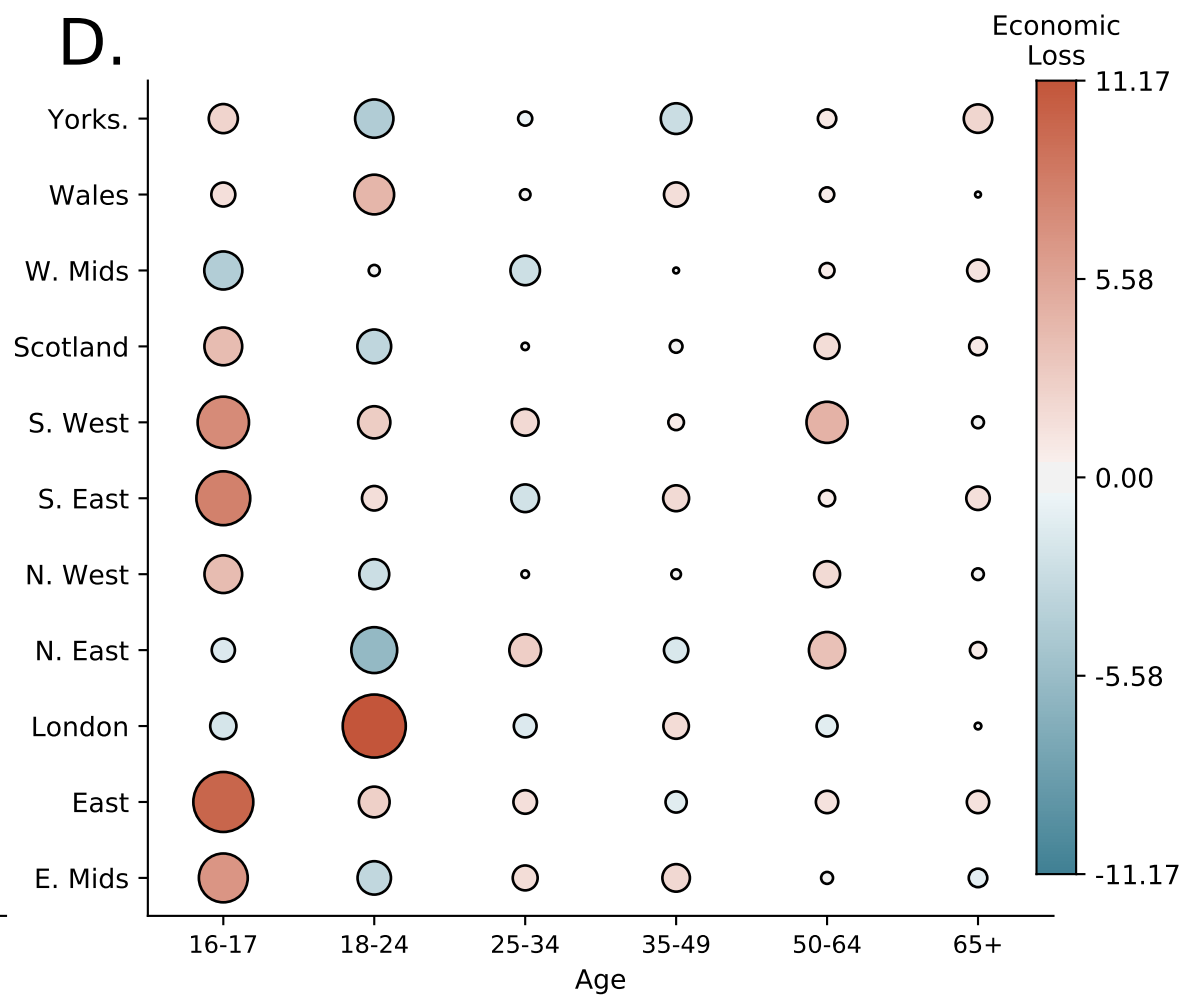 D.
Economic
Loss
11.17
5.58
0.00
-5.58
-11.17
Yorks.
Wales
W. Mids
Scotland
S. West
S. East
N. West
N. East
London
East
E. Mids
16-17 18-24 25-34 35-49 50-64 65+
Age